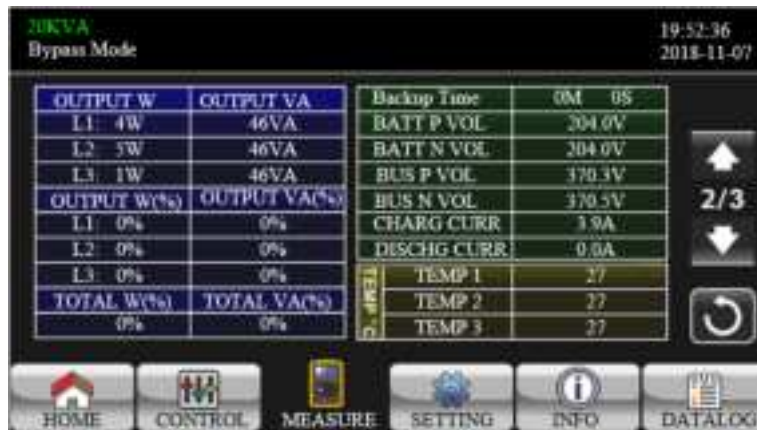 20KVA
Bypass Mode
19:52:36
2018-11-07
OUTPUT W OUTPUT VA
L1: 4W 46VA
L2: 5W 46VA
L3: 1W 46VA
OUTPUT W(%) OUTPUT VA(%)
L1: 0% 0%
L2: 0% 0%
L3: 0% 0%
TOTAL W(%) TOTAL VA(%)
0% 0%
Backup Time 0M 0S
BATT P VOL. 204.0V
BATT N VOL. 204.0V
BUS P VOL 370.3V
BUS N VOL 370.5V
CHARG CURR 3.9A
DISCHG CURR 0.0A
TEMP °C
TEMP 1 27
TEMP 2 27
TEMP 3 27
2/3
HOME CONTROL MEASURE SETTING INFO DATALOG